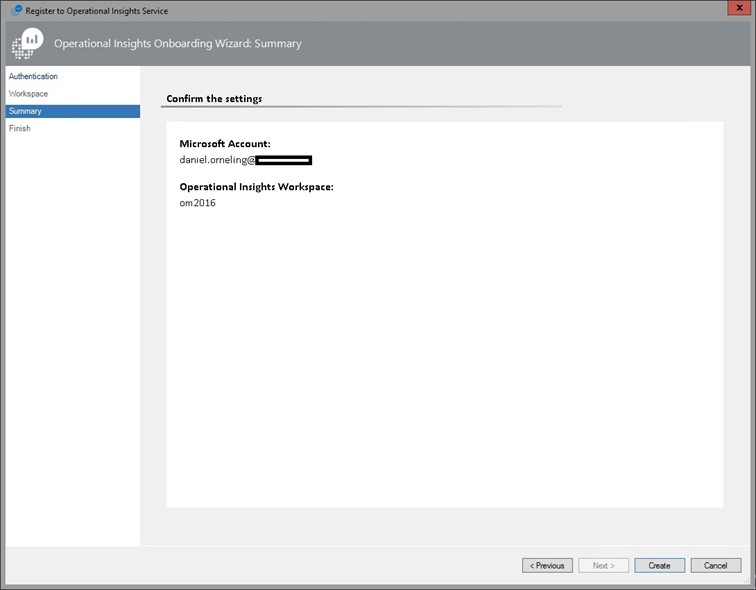 Register to Operational Insights Service
Operational Insights Onboarding Wizard: Summary
Authentication
Workspace
Summary
Finish
Confirm the settings
Microsoft Account:
daniel.orneling@
Operational Insights Workspace:
om2016
< Previous
Next >
Create
Cancel